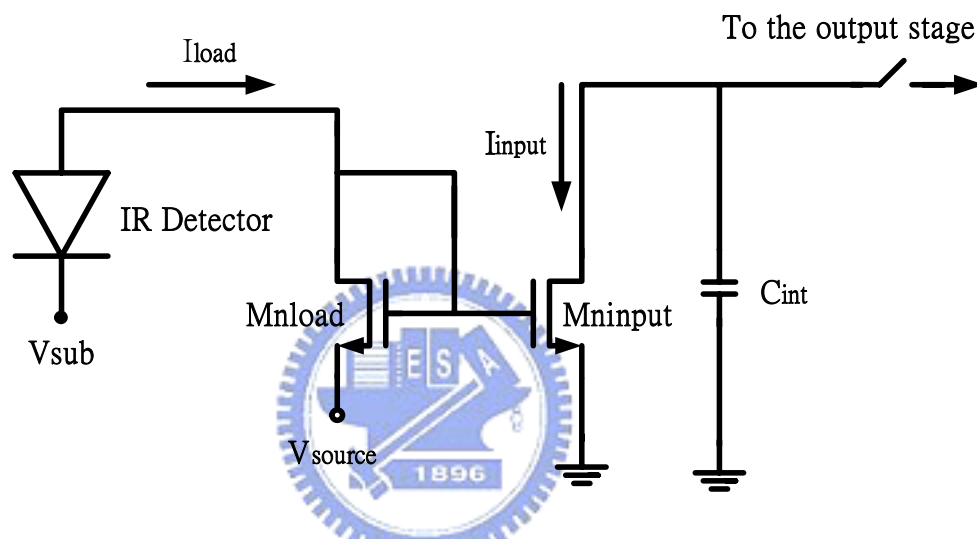 To the output stage
Iload
Iinput
IR Detector
Mnload
Mninput
Cint
Vsub
E S A
Vsource
1896